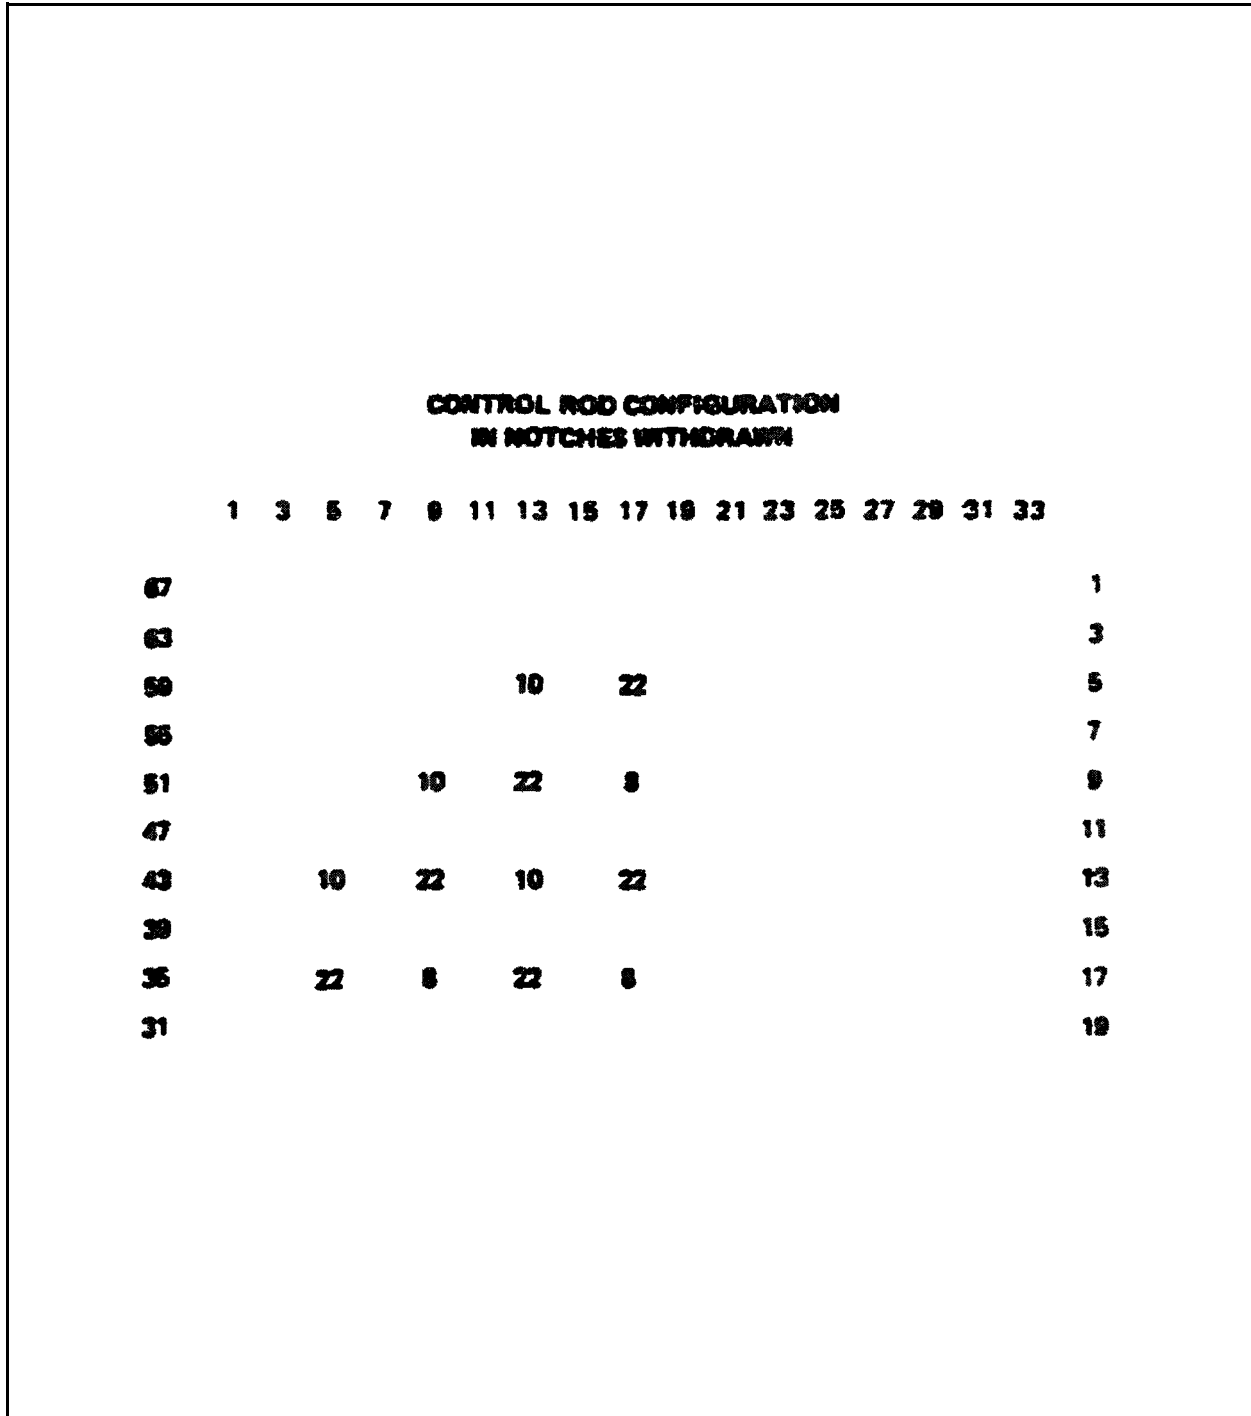 CONTROL ROD CONFIGURATION
IN NOTCHES WITHDRAWN
1 3 5 7 9 11 13 15 17 19 21 23 25 27 29 31 33
67 1
63 3
59 10 22 5
55 7
51 10 22 8 9
47 11
43 10 22 10 22 13
39 15
35 22 8 22 8 17
31 19